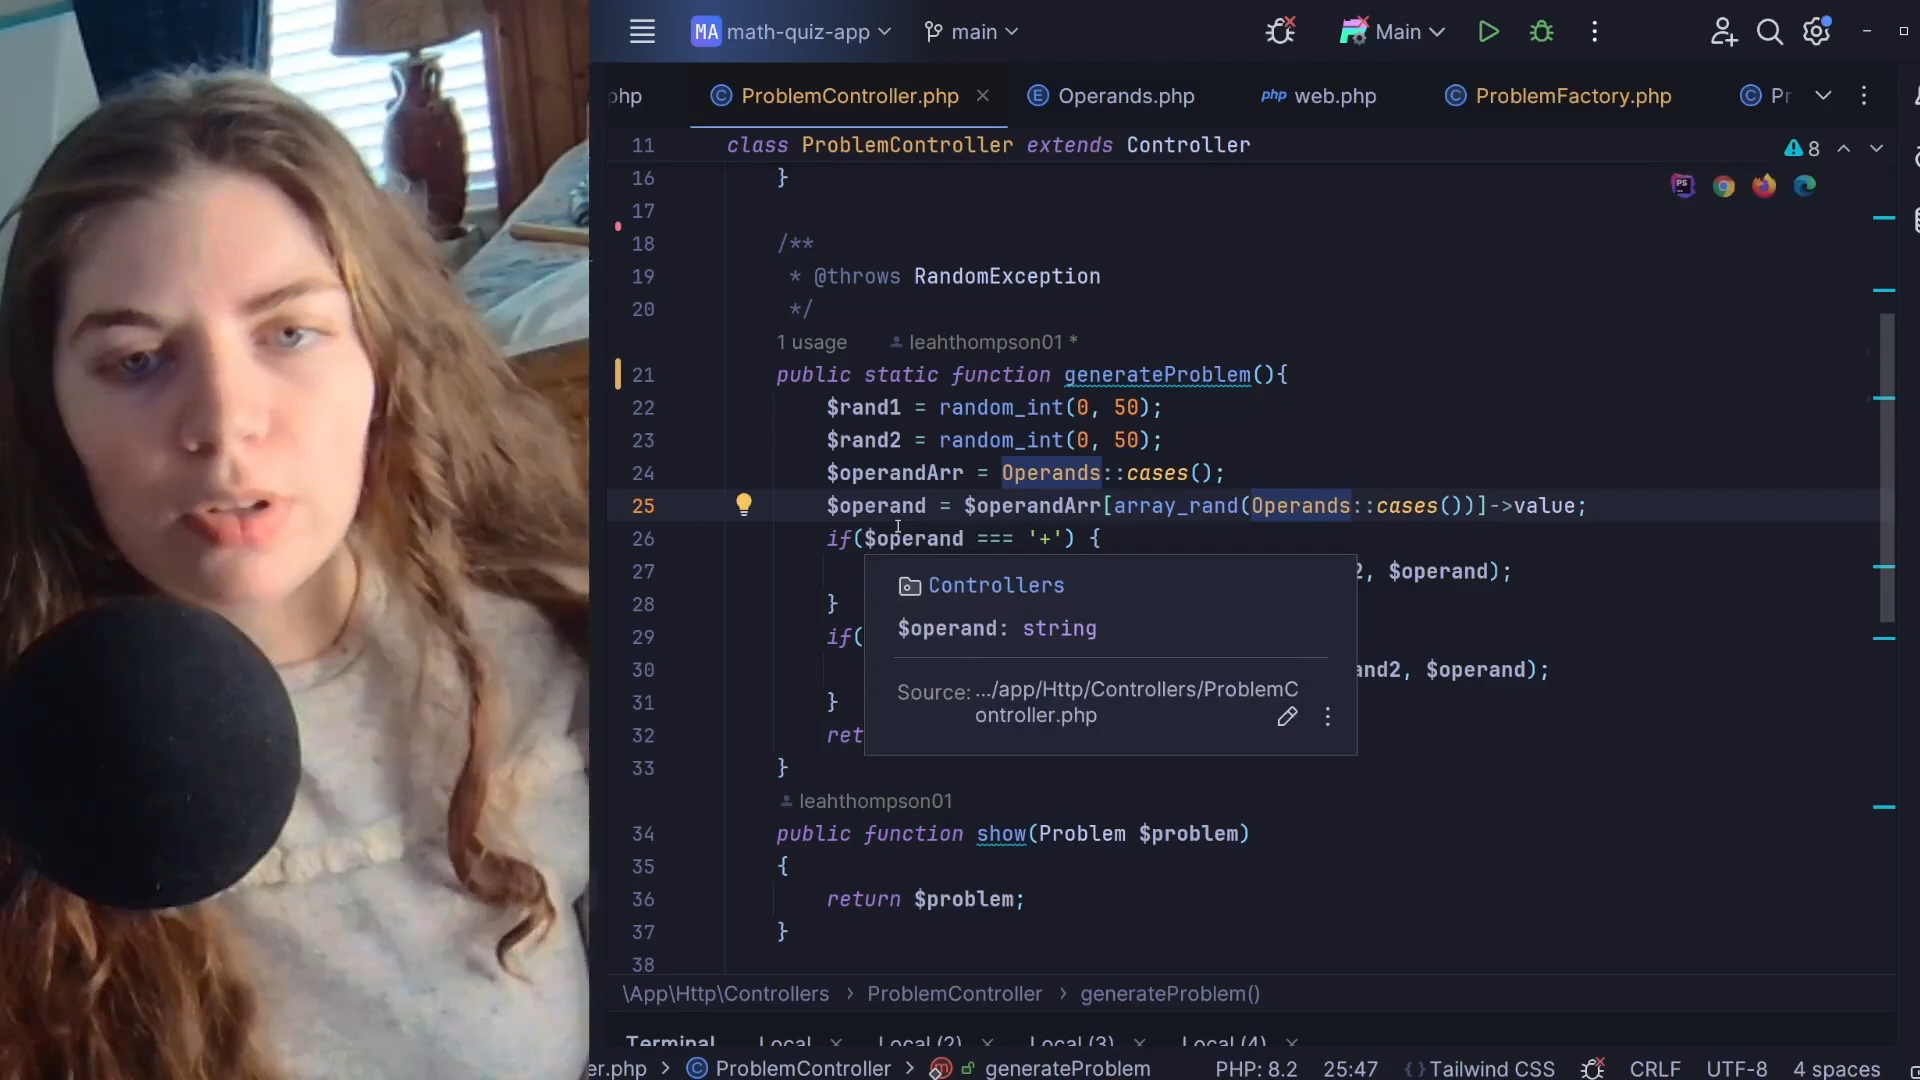 MA math-quiz-app main Main
php ProblemController.php Operands.php php web.php ProblemFactory.php Pr
11 class ProblemController extends Controller 8
16 }
17
18 /**
19 * @throws RandomException
20 */
1 usage leahthompson01 *
21 public static function generateProblem(){
22 $rand1 = random_int(0, 50);
23 $rand2 = random_int(0, 50);
24 $operandArr = Operands::cases();
25 $operand = $operandArr[array_rand(Operands::cases())]->value;
26 if($operand === '+') {
27 2, $operand);
28 }
29 if(
30 and2, $operand);
31 }
32 ret
33 }
Controllers
$operand: string
Source: .../app/Http/Controllers/ProblemC
ontroller.php
leahthompson01
34 public function show(Problem $problem)
35 {
36 return $problem;
37 }
38
\App\Http\Controllers › ProblemController › generateProblem()
Terminal Local × Local (2) × Local (3) × Local (4) ×
er.php › ProblemController › generateProblem PHP: 8.2 25:47 Tailwind CSS CRLF UTF-8 4 spaces